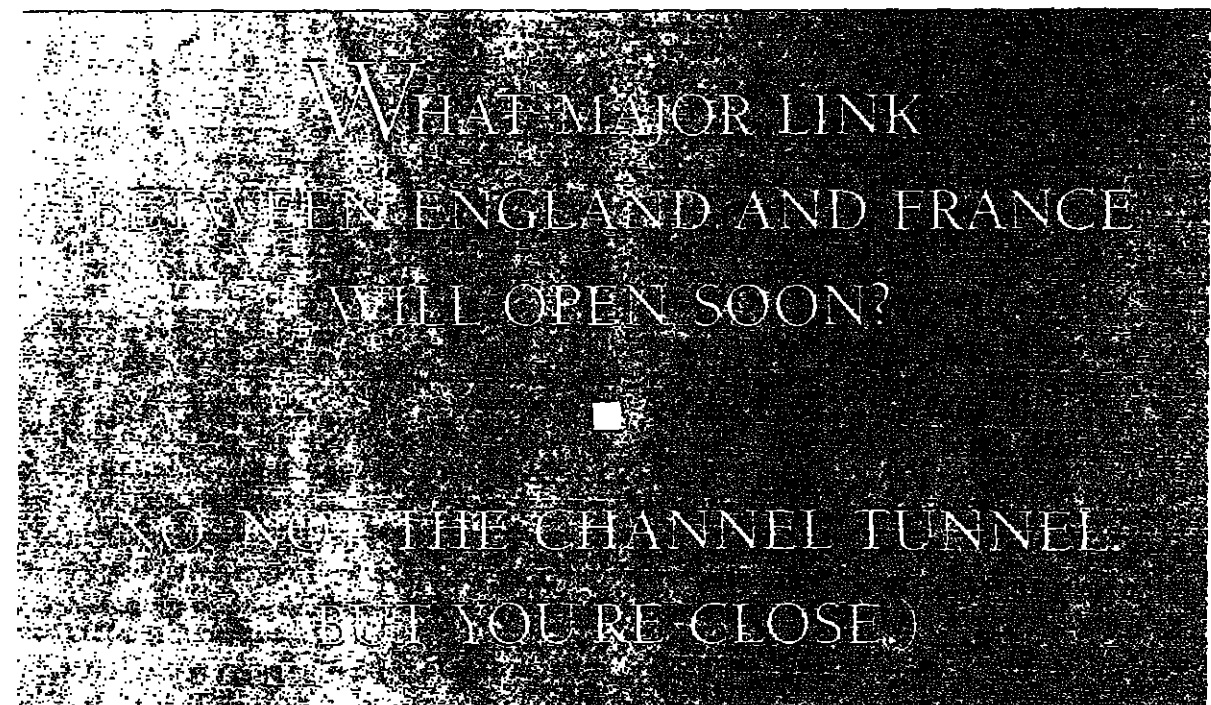 WHAT MAJOR LINK
BETWEEN ENGLAND AND FRANCE
WILL OPEN SOON?
NO NOT THE CHANNEL TUNNEL.
(BUT YOU'RE CLOSE.)